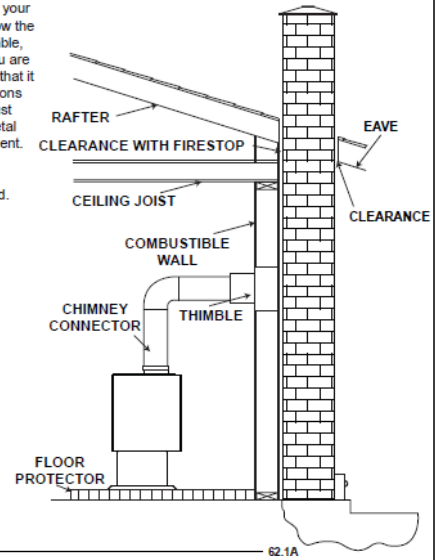 your
w the
ble,
u are
that it
ons
ust
etal
ent.
d.
RAFTER
EAVE
CLEARANCE WITH FIRESTOP
CEILING JOIST
CLEARANCE
COMBUSTIBLE
WALL
CHIMNEY
CONNECTOR
THIMBLE
FLOOR
PROTECTOR
62.1A